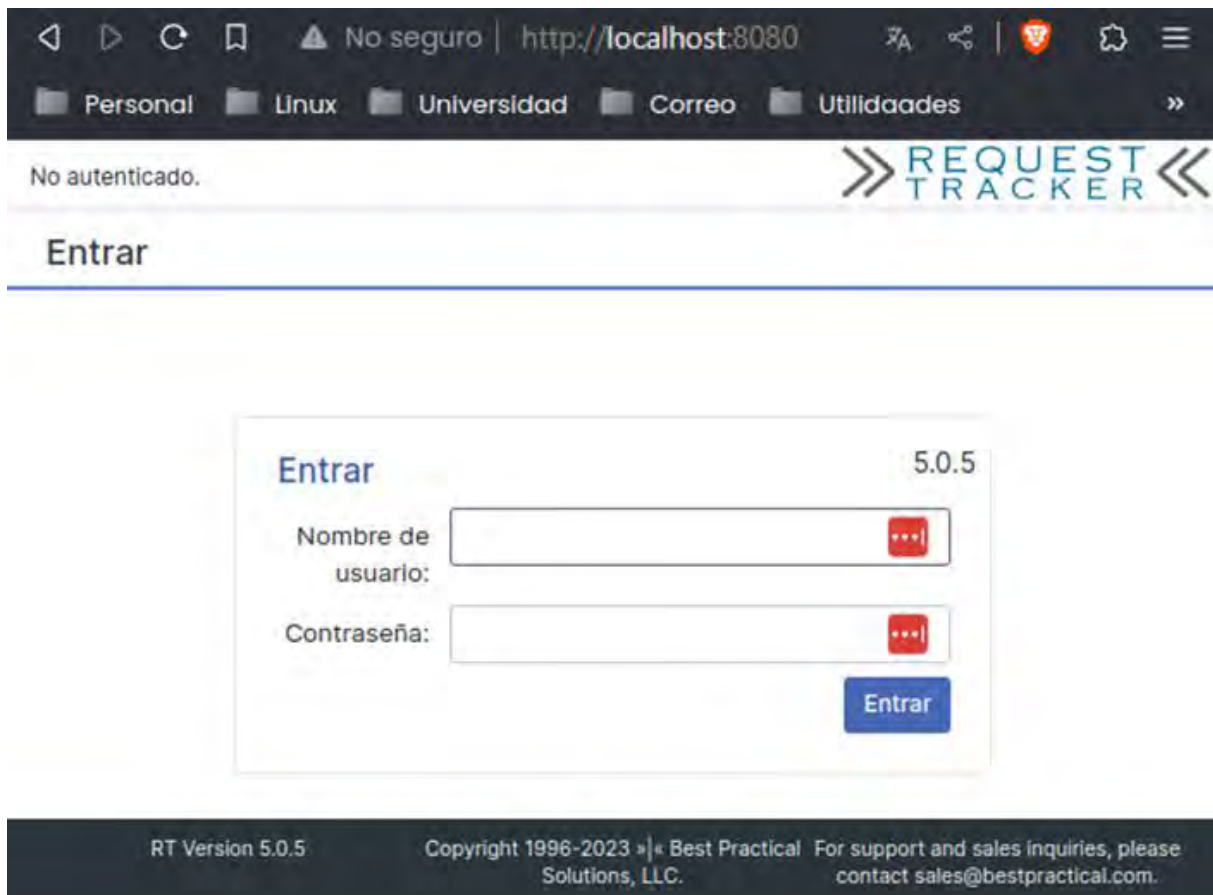 No seguro | http://localhost:8080
Personal Linux Universidad Correo Utilidaades »
No autenticado.
REQUEST
TRACKER
Entrar
Entrar 5.0.5
Nombre de
usuario:
Contraseña:
Entrar
RT Version 5.0.5 Copyright 1996-2023 »|« Best Practical For support and sales inquiries, please
Solutions, LLC. contact sales@bestpractical.com.